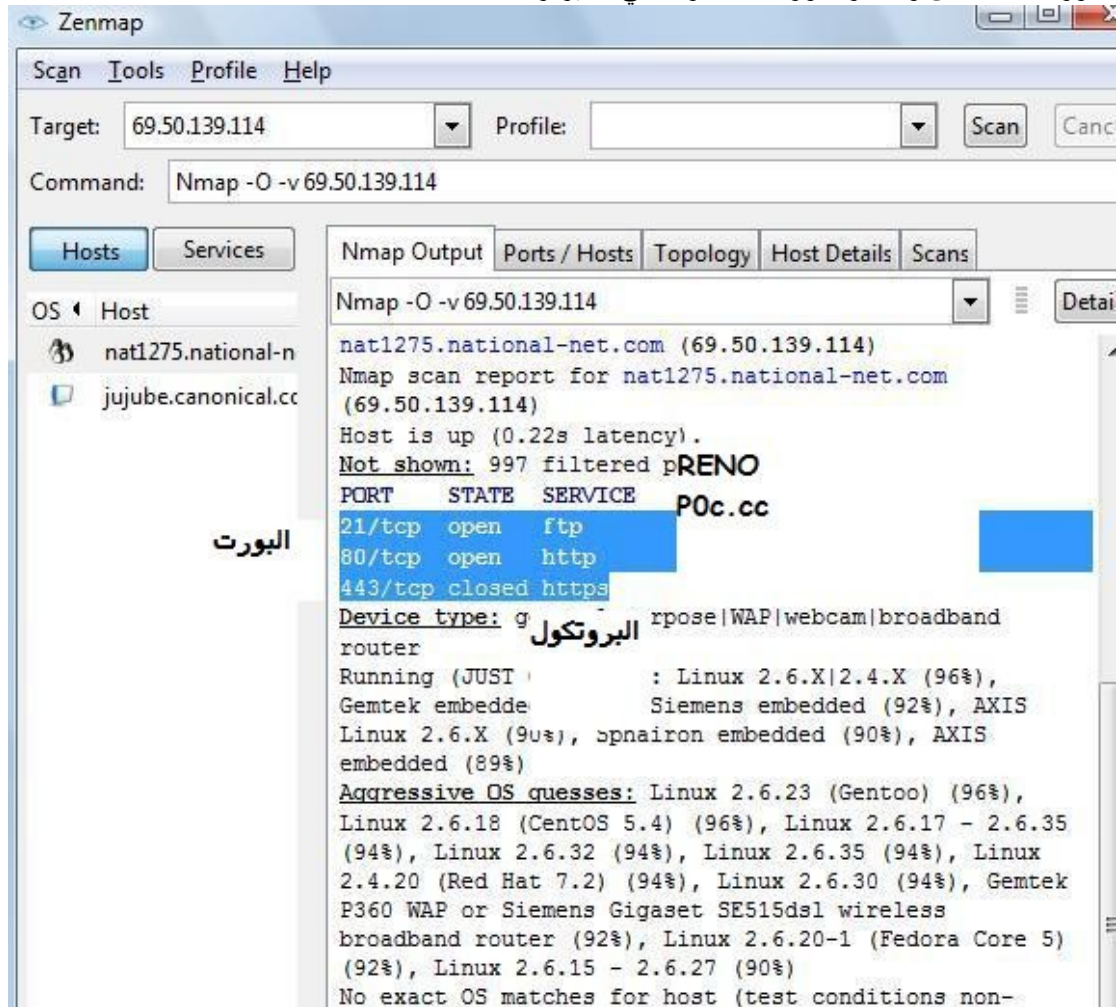 Zenmap
Scan Tools Profile Help
Target: 69.50.139.114 Profile: Scan
Command: Nmap -O -v 69.50.139.114
Hosts Services Nmap Output Ports / Hosts Topology Host Details Scans
OS Host
Nmap -O -v 69.50.139.114
nat1275.national-n
jujube.canonical.cc
nat1275.national-net.com (69.50.139.114)
Nmap scan report for nat1275.national-net.com
(69.50.139.114)
Host is up (0.22s latency).
Not shown: 997 filtered p
RENO
P0c.cc
PORT STATE SERVICE
21/tcp open ftp
80/tcp open http
443/tcp closed https
البورت
البروتكول
Device type: g rpose|WAP|webcam|broadband
router
Running (JUST : Linux 2.6.X|2.4.X (96%),
Gemtek embedde Siemens embedded (92%), AXIS
Linux 2.6.X (90%), embedded (90%), AXIS
embedded (89%)
Aggressive OS guesses: Linux 2.6.23 (Gentoo) (96%),
Linux 2.6.18 (CentOS 5.4) (96%), Linux 2.6.17 - 2.6.35
(94%), Linux 2.6.32 (94%), Linux 2.6.35 (94%), Linux
2.4.20 (Red Hat 7.2) (94%), Linux 2.6.30 (94%), Gemtek
P360 WAP or Siemens Gigaset SE515dsl wireless
broadband router (92%), Linux 2.6.20-1 (Fedora Core 5)
(92%), Linux 2.6.15 - 2.6.27 (90%)
No exact OS matches for host (test conditions non-